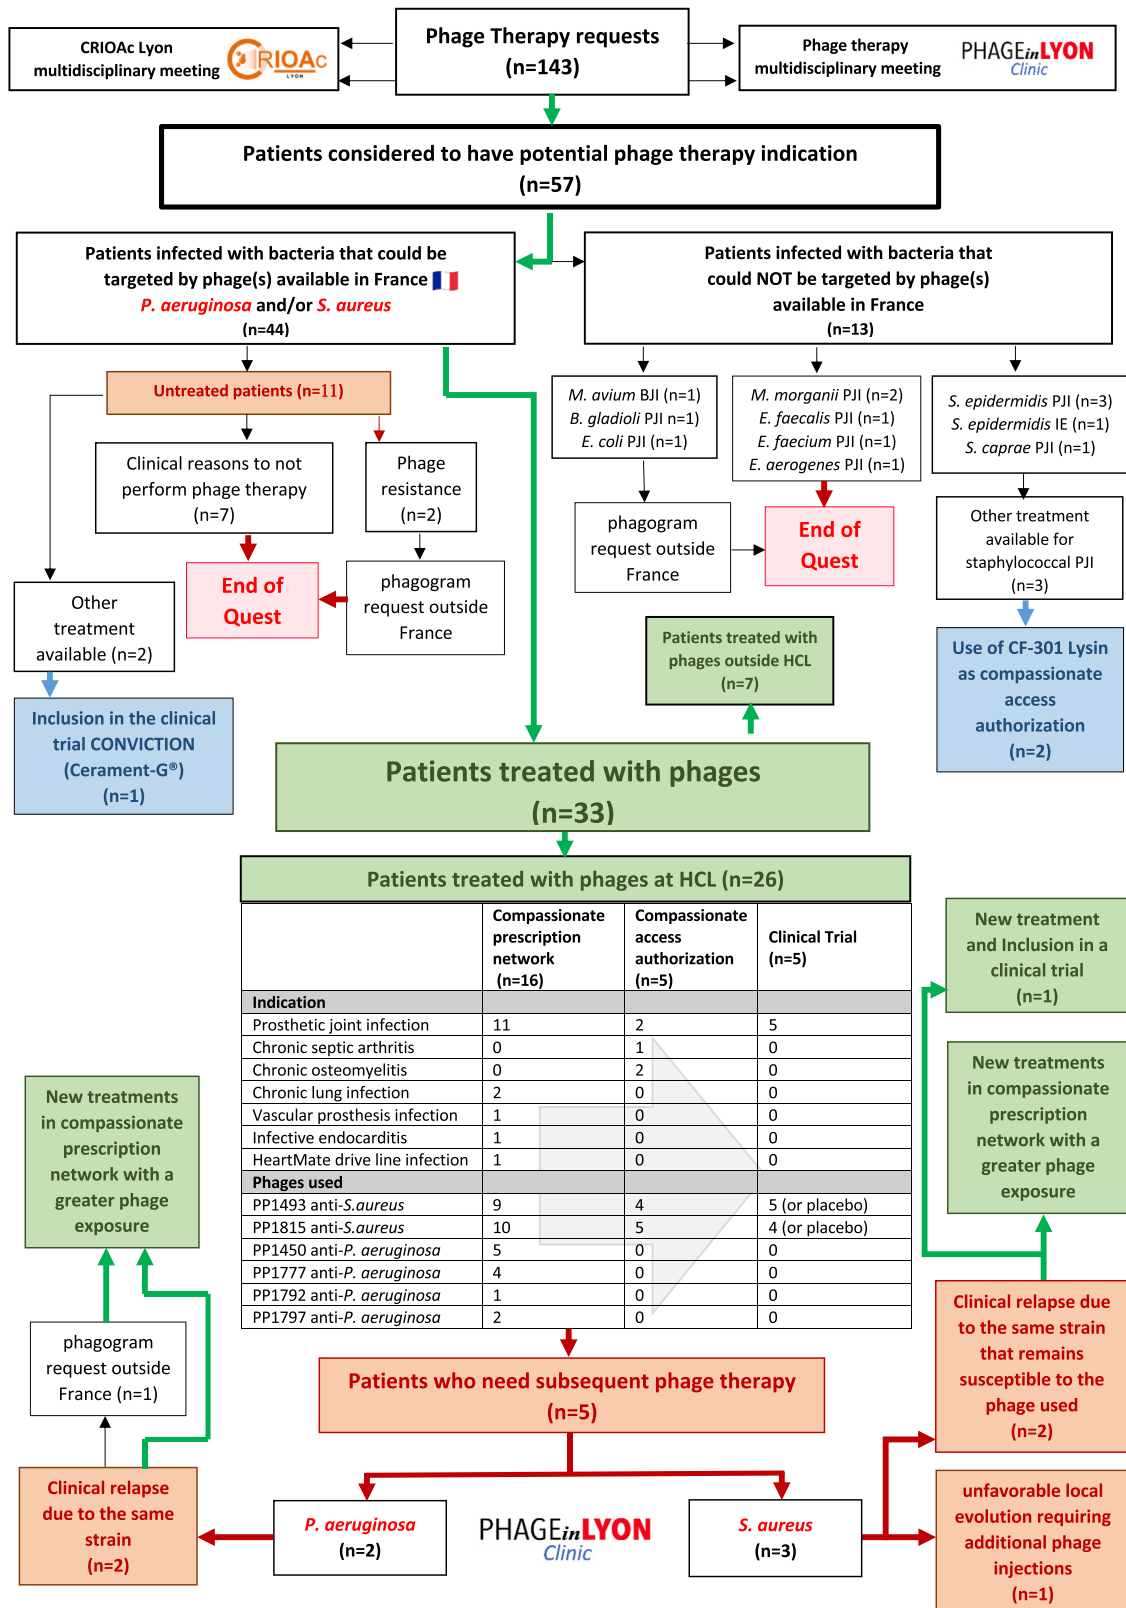 CRIOAc Lyon
multidisciplinary meeting
CRIOAC
LYON
Phage Therapy requests
(n=143)
Phage therapy
multidisciplinary meeting
PHAGEinLYON
Clinic
Patients considered to have potential phage therapy indication
(n=57)
Patients infected with bacteria that could be
targeted by phage(s) available in France
P. aeruginosa and/or S. aureus
(n=44)
Patients infected with bacteria that
could NOT be targeted by phage(s)
available in France
(n=13)
Untreated patients (n=11)
Clinical reasons to not
perform phage therapy
(n=7)
Phage
resistance
(n=2)
End of
Quest
phagogram
request outside
France
Other
treatment
available (n=2)
Inclusion in the clinical
trial CONVICTION
(Cerament-G®)
(n=1)
M. avium BJI (n=1)
B. gladioli PJI n=1)
E. coli PJI (n=1)
M. morganii PJI (n=2)
E. faecalis PJI (n=1)
E. faecium PJI (n=1)
E. aerogenes PJI (n=1)
S. epidermidis PJI (n=3)
S. epidermidis IE (n=1)
S. caprae PJI (n=1)
phagogram
request outside
France
End of
Quest
Other treatment
available for
staphylococcal PJI
(n=3)
Use of CF-301 Lysin
as compassionate
access
authorization
(n=2)
Patients treated with
phages outside HCL
(n=7)
Patients treated with phages
(n=33)
Patients treated with phages at HCL (n=26)
Compassionate
prescription
network
(n=16)
Compassionate
access
authorization
(n=5)
Clinical Trial
(n=5)
Indication
Prosthetic joint infection 11 2 5
Chronic septic arthritis 0 1 0
Chronic osteomyelitis 0 2 0
Chronic lung infection 2 0 0
Vascular prosthesis infection 1 0 0
Infective endocarditis 1 0 0
HeartMate drive line infection 1 0 0
Phages used
PP1493 anti-S.aureus 9 4 5 (or placebo)
PP1815 anti-S.aureus 10 5 4 (or placebo)
PP1450 anti-P. aeruginosa 5 0 0
PP1777 anti-P. aeruginosa 4 0 0
PP1792 anti-P. aeruginosa 1 0 0
PP1797 anti-P. aeruginosa 2 0 0
New treatments
in compassionate
prescription
network with a
greater phage
exposure
phagogram
request outside
France (n=1)
Clinical relapse
due to the same
strain
(n=2)
New treatment
and Inclusion in a
clinical trial
(n=1)
New treatments
in compassionate
prescription
network with a
greater phage
exposure
Clinical relapse due
to the same strain
that remains
susceptible to the
phage used
(n=2)
unfavorable local
evolution requiring
additional phage
injections
(n=1)
Patients who need subsequent phage therapy
(n=5)
P. aeruginosa
(n=2)
PHAGEinLYON
Clinic
S. aureus
(n=3)